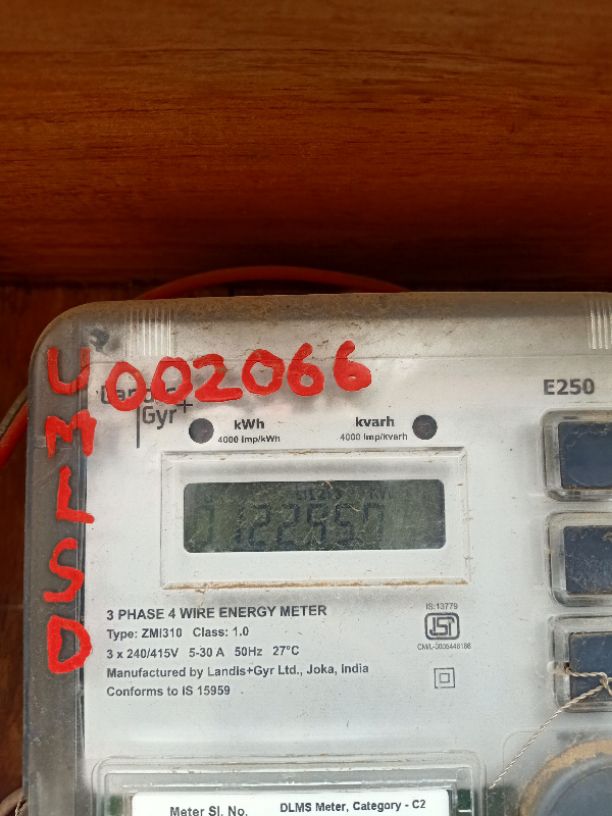 UMLSD
002066
Landis
Gyr+
E250
kWh
4000 Imp/kWh
kvarh
4000 Imp/kvarh
3 PHASE 4 WIRE ENERGY METER
Type: ZMI310 Class: 1.0
3 x 240/415V 5-30 A 50Hz 27°C
Manufactured by Landis+Gyr Ltd., Joka, India
Conforms to IS 15959
IS:13779
ISI
Meter Sl. No. DLMS Meter, Category - C2